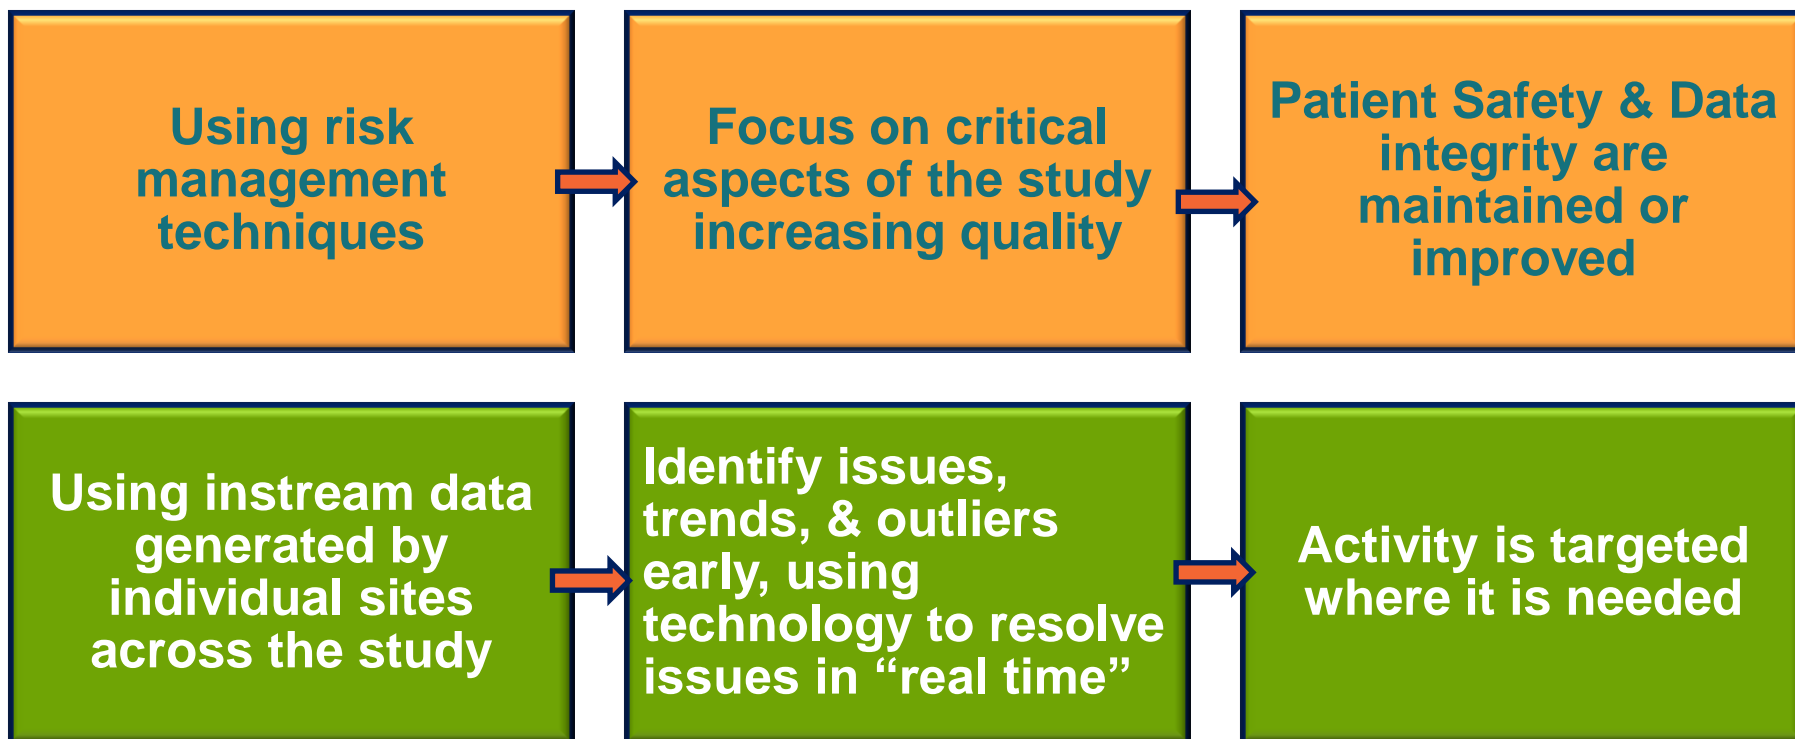 Using risk
management
techniques
Focus on critical
aspects of the study
increasing quality
Patient Safety & Data
integrity are
maintained or
improved
Using instream data
generated by
individual sites
across the study
Identify issues,
trends, & outliers
early, using
technology to resolve
issues in “real time”
Activity is targeted
where it is needed